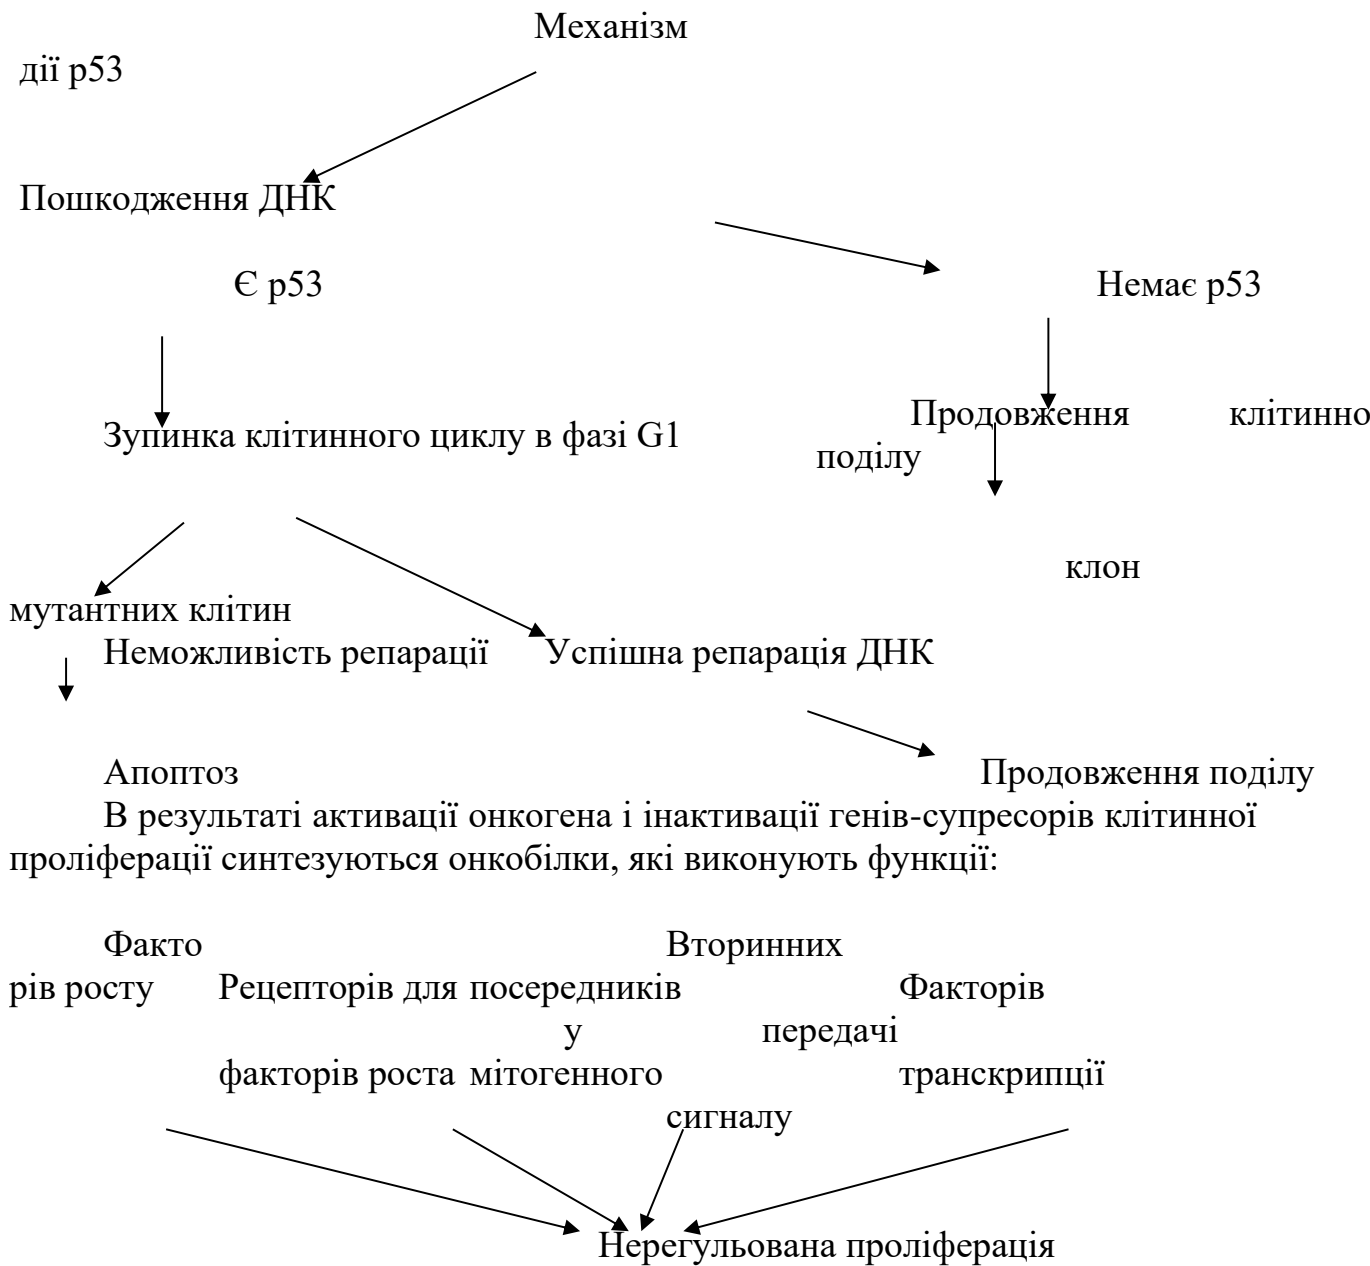 Механізм
дії р53
Пошкодження ДНК
Є р53 Немає р53
Продовження клітинно
Зупинка клітинного циклу в фазі G1
поділу
клон
мутантних клітин
Неможливість репарації Успішна репарація ДНК
Апоптоз Продовження поділу
В результаті активації онкогена і інактивації генів-супресорів клітинної
проліферації синтезуються онкобілки, які виконують функції:
Факто Вторинних
рів росту Рецепторів для посередників Факторів
у передачі
факторів роста мітогенного транскрипції
сигналу
Нерегульована проліферація